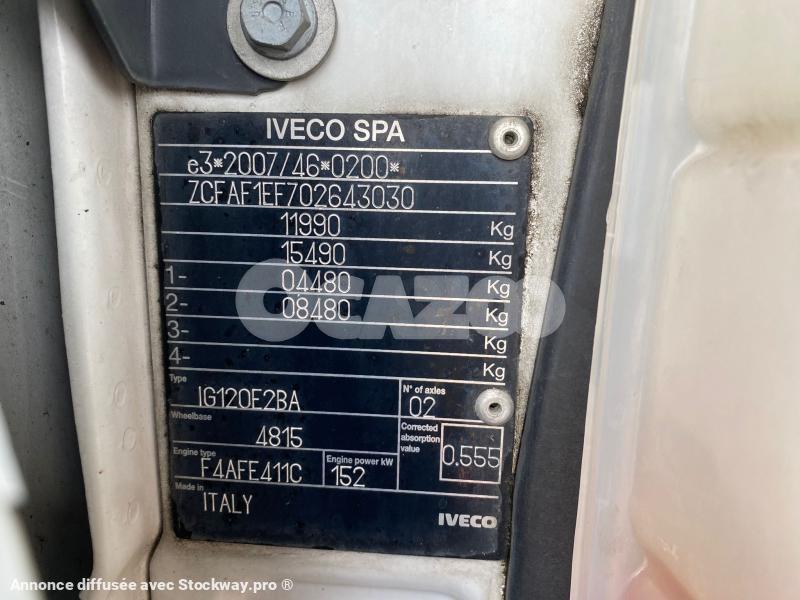 IVECO SPA
e3*2007/46*0200*
ZCFAF1EF702643030
11990 Kg
15490 Kg
1- 04480 Kg
2- 08480 Kg
3- Kg
4- Kg
Type IG120E2BA N° of axles 02
Wheelbase 4815 Corrected absorption value 0.555
Engine type F4AFE411C Engine power kW 152
Made in ITALY
IVECO
OCAZOO
Annonce diffusée avec Stockway.pro ®